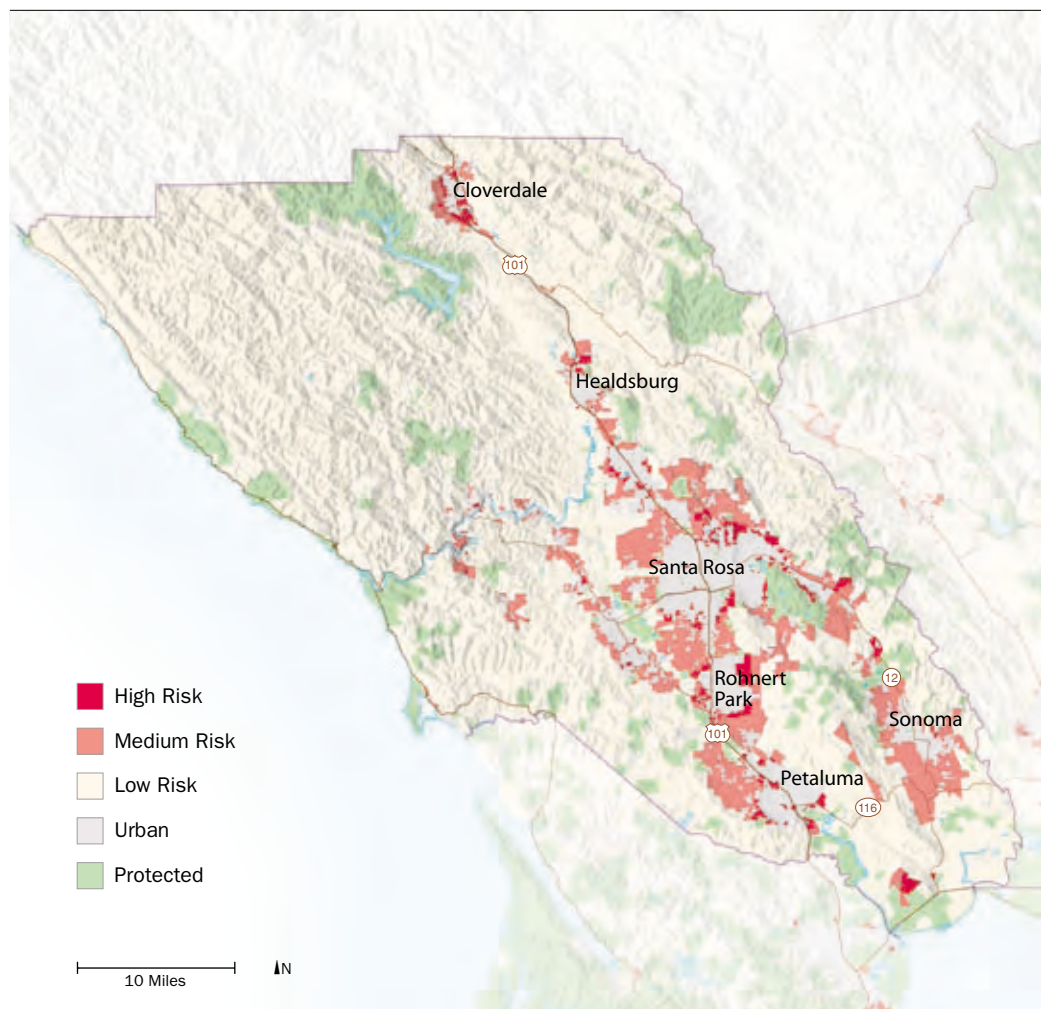 Cloverdale
101
Healdsburg
Santa Rosa
Rohnert
Park
12
Sonoma
101
Petaluma
116
High Risk
Medium Risk
Low Risk
Urban
Protected
10 Miles
N